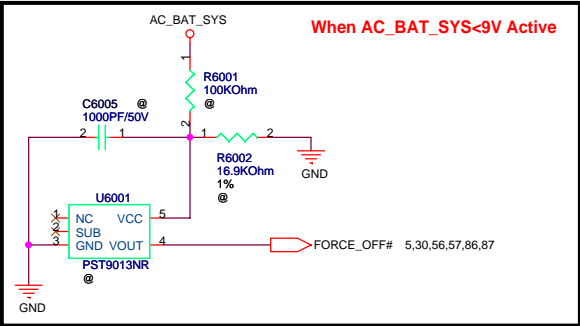 AC_BAT_SYS
When AC_BAT_SYS<9V Active
1
R6001
100KOhm
@
2
C6005 @
1000PF/50V
2 1
1 2
R6002
16.9KOhm
1%
@
GND
U6001
1 NC VCC 5
2 SUB
3 GND VOUT 4
PST9013NR
@
FORCE_OFF# 5,30,56,57,86,87
GND